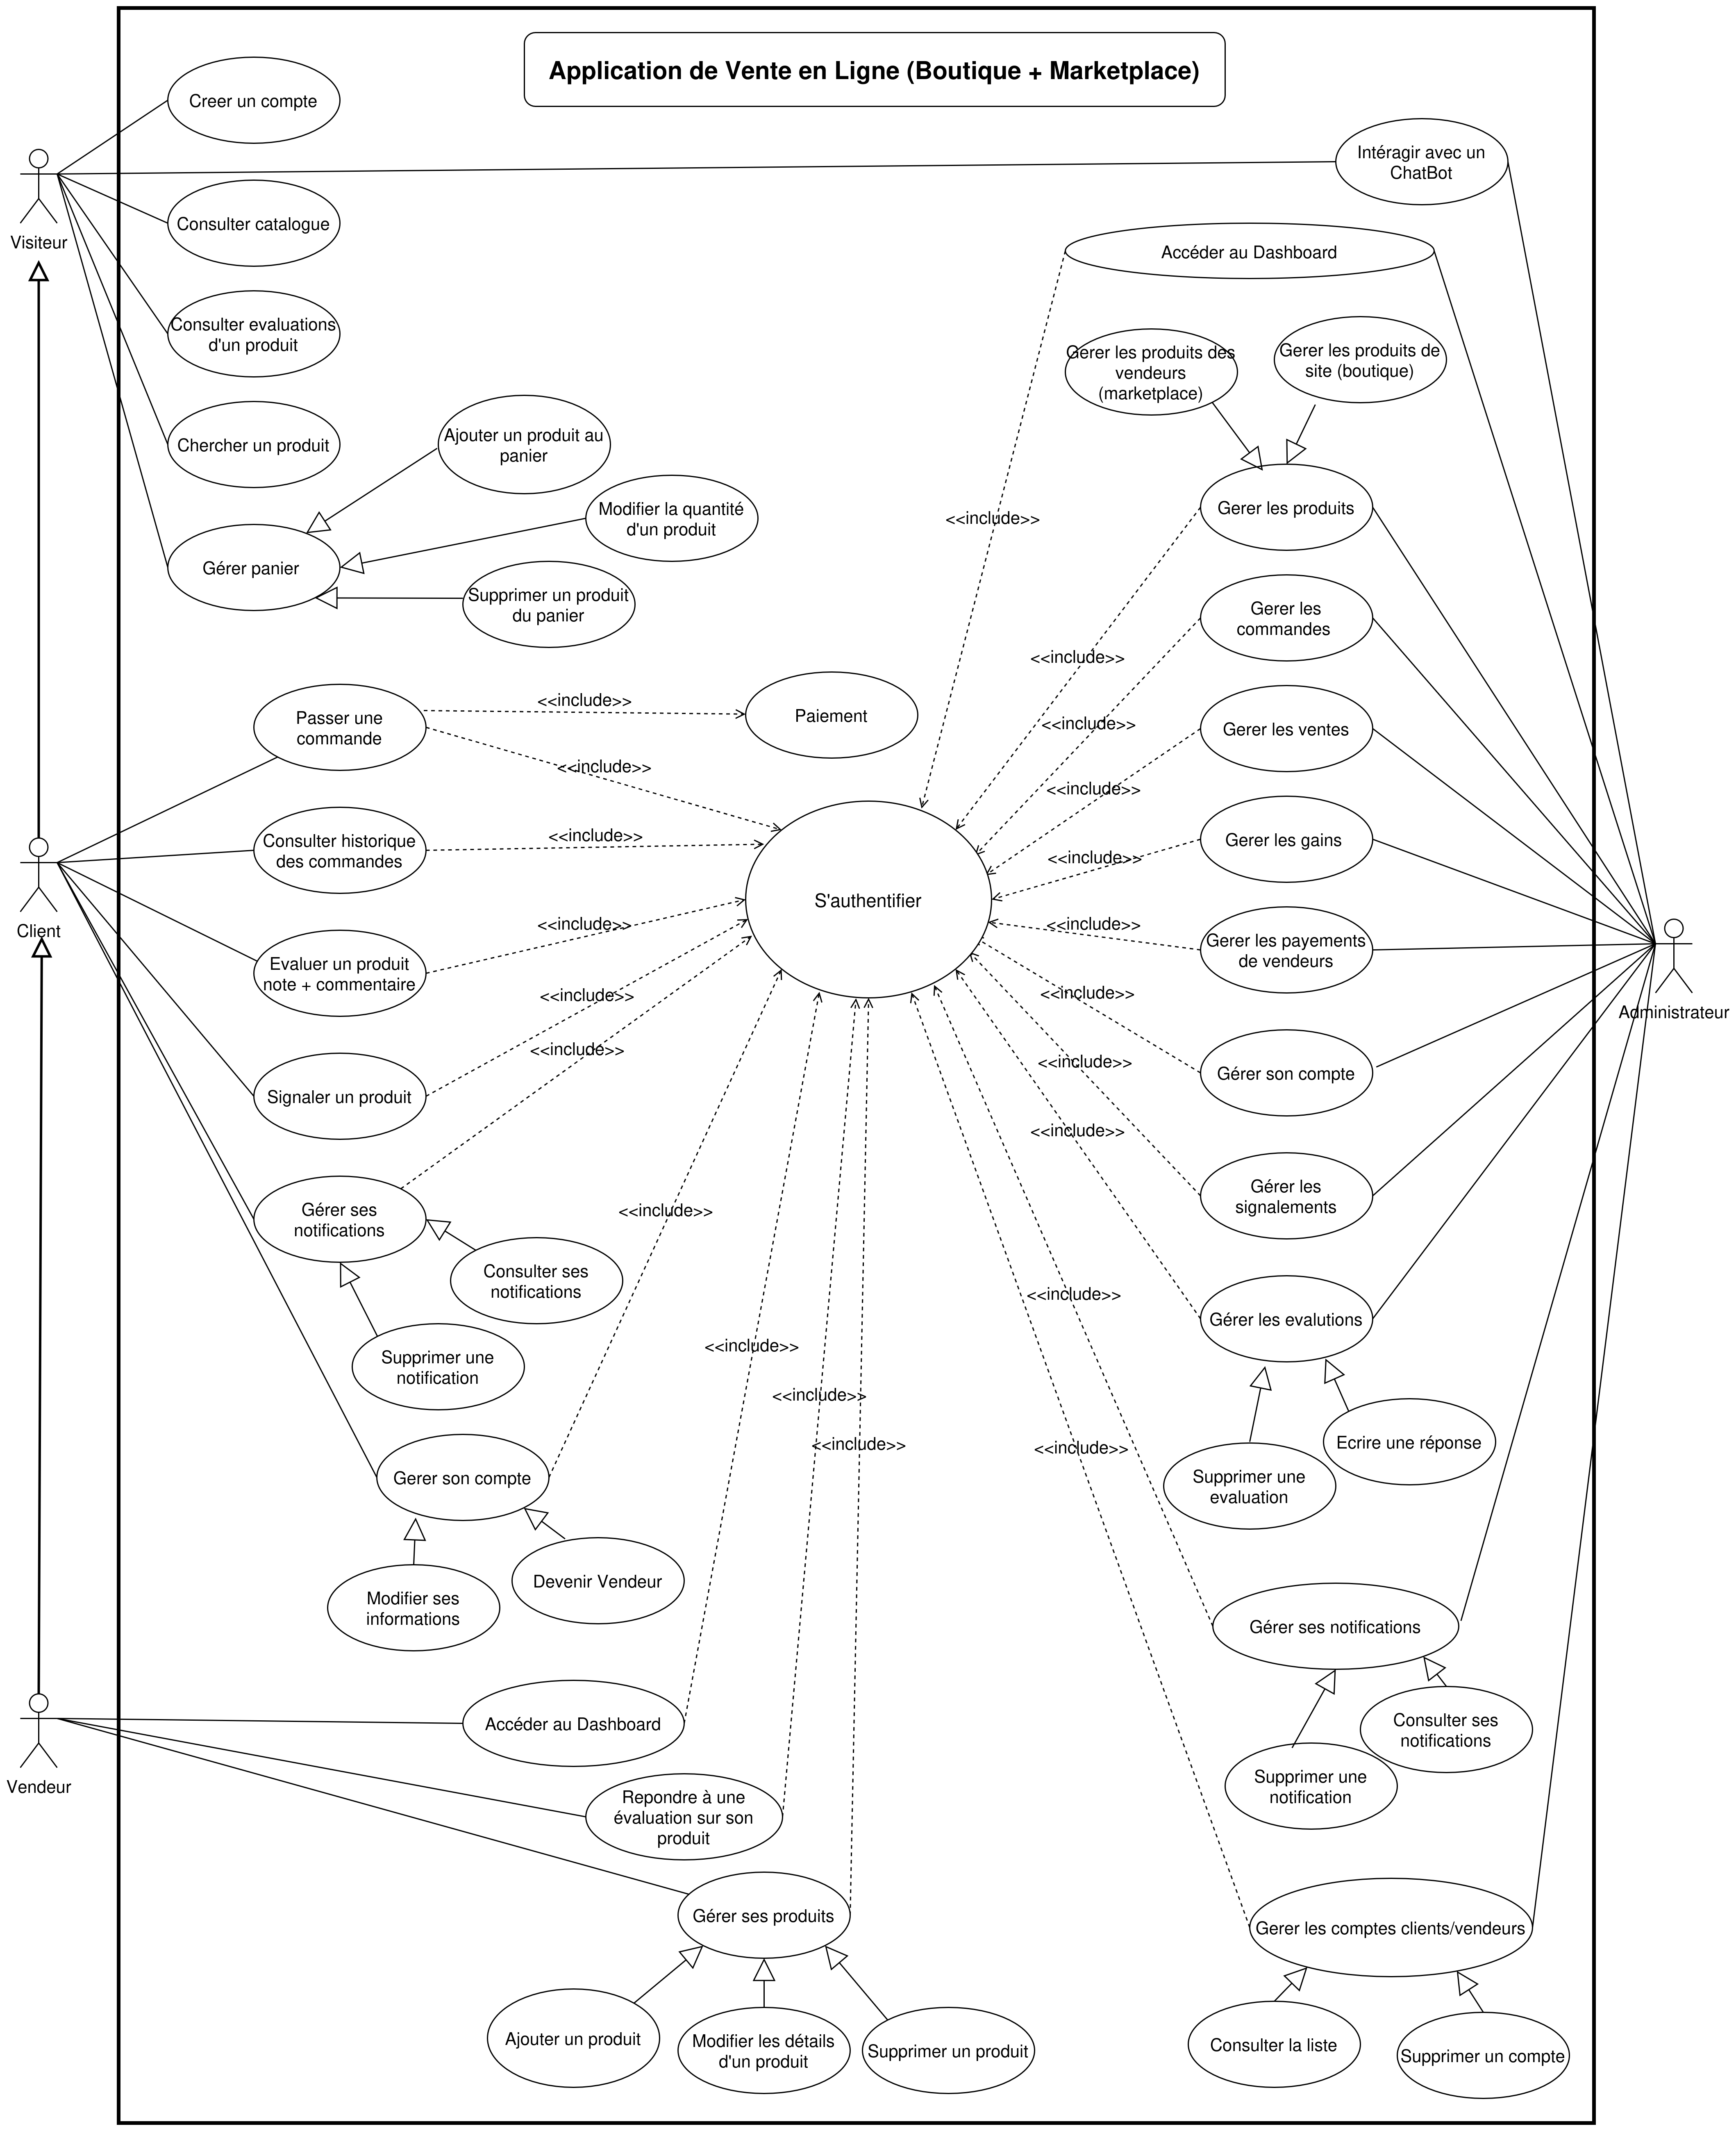 Application de Vente en Ligne (Boutique + Marketplace)
Creer un compte
Intéragir avec un
ChatBot
Visiteur
Consulter catalogue
Accéder au Dashboard
Consulter evaluations
d'un produit
Gerer les produits des
vendeurs
(marketplace)
Gerer les produits de
site (boutique)
Chercher un produit
Ajouter un produit au
panier
Modifier la quantité
d'un produit
<<include>>
Gerer les produits
Gérer panier
Supprimer un produit
du panier
Gerer les
commandes
<<include>>
Passer une
commande
<<include>>
Paiement
<<include>>
Gerer les ventes
<<include>>
<<include>>
Consulter historique
des commandes
<<include>>
<<include>>
Gerer les gains
Client
S'authentifier
Evaluer un produit
note + commentaire
<<include>>
<<include>>
Gerer les payements
de vendeurs
Administrateur
<<include>>
<<include>>
Signaler un produit
<<include>>
<<include>>
Gérer son compte
<<include>>
Gérer ses
notifications
<<include>>
Gérer les
signalements
Consulter ses
notifications
<<include>>
Gérer les evalutions
Supprimer une
notification
<<include>>
<<include>>
<<include>>
<<include>>
Ecrire une réponse
Gerer son compte
Supprimer une
evaluation
Modifier ses
informations
Devenir Vendeur
Gérer ses notifications
Vendeur
Accéder au Dashboard
Consulter ses
notifications
Supprimer une
notification
Repondre à une
évaluation sur son
produit
Gérer ses produits
Gerer les comptes clients/vendeurs
Ajouter un produit
Modifier les détails
d'un produit
Supprimer un produit
Consulter la liste
Supprimer un compte